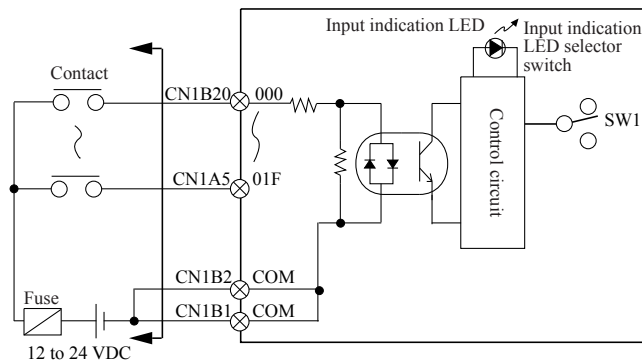 Input indication LED
Input indication
LED selector
switch
Contact
CN1B20
000
SW1
Control circuit
CN1A5
01F
CN1B2
COM
Fuse
CN1B1
COM
12 to 24 VDC